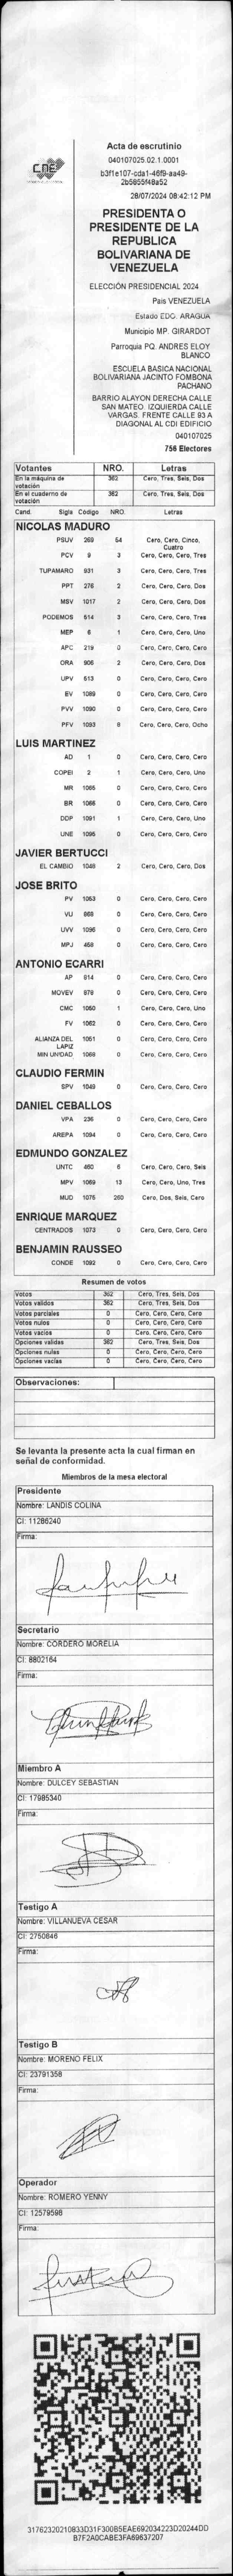 CNE
Acta de escrutinio
040107025.02.1.0001
b3f1e107-cda1-46f9-aa49-
2b5655f48a52
28/07/2024 08:42:12 PM
PRESIDENTA O
PRESIDENTE DE LA
REPUBLICA
BOLIVARIANA DE
VENEZUELA
ELECCIÓN PRESIDENCIAL 2024
Pais VENEZUELA
Estado EDO. ARAGUA
Municipio MP. GIRARDOT
Parroquia PQ. ANDRES ELOY
BLANCO
ESCUELA BASICA NACIONAL
BOLIVARIANA JACINTO FOMBONA
PACHANO
BARRIO ALAYON DERECHA CALLE
SAN MATEO. IZQUIERDA CALLE
VARGAS. FRENTE CALLE 93 A
DIAGONAL AL CDI EDIFICIO
040107025
756 Electores
Votantes NRO. Letras
En la máquina de
votación 362 Cero, Tres, Seis, Dos
En el cuaderno de
votación 362 Cero, Tres, Seis, Dos
Cand. Sigla Código NRO. Letras
NICOLAS MADURO
PSUV 269 54 Cero, Cero, Cinco,
Cuatro
PCV 9 3 Cero, Cero, Cero, Tres
TUPAMARO 931 3 Cero, Cero, Cero, Tres
PPT 276 2 Cero, Cero, Cero, Dos
MSV 1017 2 Cero, Cero, Cero, Dos
PODEMOS 514 3 Cero, Cero, Cero, Tres
MEP 6 1 Cero, Cero, Cero, Uno
APC 219 0 Cero, Cero, Cero, Cero
ORA 906 2 Cero, Cero, Cero, Dos
UPV 613 0 Cero, Cero, Cero, Cero
EV 1089 0 Cero, Cero, Cero, Cero
PVV 1090 0 Cero, Cero, Cero, Cero
PFV 1093 8 Cero, Cero, Cero, Ocho
LUIS MARTINEZ
AD 1 0 Cero, Cero, Cero, Cero
COPEI 2 1 Cero, Cero, Cero, Uno
MR 1065 0 Cero, Cero, Cero, Cero
BR 1066 0 Cero, Cero, Cero, Cero
DDP 1091 1 Cero, Cero, Cero, Uno
UNE 1095 0 Cero, Cero, Cero, Cero
JAVIER BERTUCCI
EL CAMBIO 1048 2 Cero, Cero, Cero, Dos
JOSE BRITO
PV 1053 0 Cero, Cero, Cero, Cero
VU 868 0 Cero, Cero, Cero, Cero
UVV 1096 0 Cero, Cero, Cero, Cero
MPJ 458 0 Cero, Cero, Cero, Cero
ANTONIO ECARRI
AP 914 0 Cero, Cero, Cero, Cero
MOVEV 879 0 Cero, Cero, Cero, Cero
CMC 1050 1 Cero, Cero, Cero, Uno
FV 1062 0 Cero, Cero, Cero, Cero
ALIANZA DEL 1051 0 Cero, Cero, Cero, Cero
LAPIZ
MIN UNIDAD 1069 0 Cero, Cero, Cero, Cero
CLAUDIO FERMIN
SPV 1049 0 Cero, Cero, Cero, Cero
DANIEL CEBALLOS
VPA 236 0 Cero, Cero, Cero, Cero
AREPA 1094 0 Cero, Cero, Cero, Cero
EDMUNDO GONZALEZ
UNTC 460 6 Cero, Cero, Cero, Seis
MPV 1069 13 Cero, Cero, Uno, Tres
MUD 1075 260 Cero, Dos, Seis, Cero
ENRIQUE MARQUEZ
CENTRADOS 1073 0 Cero, Cero, Cero, Cero
BENJAMIN RAUSSEO
CONDE 1092 0 Cero, Cero, Cero, Cero
Resumen de votos
Votos 362 Cero, Tres, Seis, Dos
Votos validos 362 Cero, Tres, Seis, Dos
Votos parciales 0 Cero, Cero, Cero, Cero
Votos nulos 0 Cero, Cero, Cero, Cero
Votos vacíos 0 Cero, Cero, Cero, Cero
Opciones validas 362 Cero, Tres, Seis, Dos
Opciones nulas 0 Cero, Cero, Cero, Cero
Opciones vacías 0 Cero, Cero, Cero, Cero
Observaciones:
Se levanta la presente acta la cual firman en
señal de conformidad.
Miembros de la mesa electoral
Presidente
Nombre: LANDIS COLINA
CI: 11286240
Firma:
Secretario
Nombre: CORDERO MORELIA
CI: 8802164
Firma:
Miembro A
Nombre: DULCEY SEBASTIAN
CI: 17985340
Firma:
Testigo A
Nombre: VILLANUEVA CESAR
CI: 2750846
Firma:
Testigo B
Nombre: MORENO FELIX
CI: 23791358
Firma:
Operador
Nombre: ROMERO YENNY
CI: 12579598
Firma:
31762320210833D31F300B5EAE692034223D20244DD
B7F2A0CABE3FA69637207